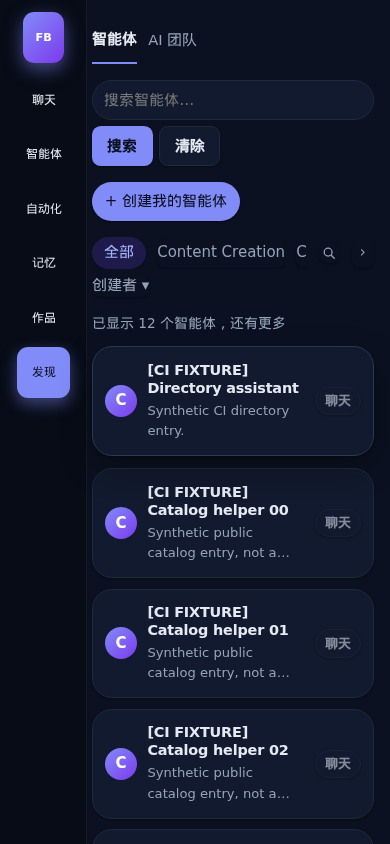 FB
聊天
智能体
自动化
记忆
作品
发现
智能体 AI 团队
搜索智能体...
搜索 清除
+ 创建我的智能体
全部 Content Creation C
创建者 ▾
已显示 12 个智能体，还有更多
[CI FIXTURE]
Directory assistant
Synthetic CI directory
entry.
C
聊天
[CI FIXTURE]
Catalog helper 00
Synthetic public
catalog entry, not a...
C
聊天
[CI FIXTURE]
Catalog helper 01
Synthetic public
catalog entry, not a...
C
聊天
[CI FIXTURE]
Catalog helper 02
Synthetic public
catalog entry, not a...
C
聊天